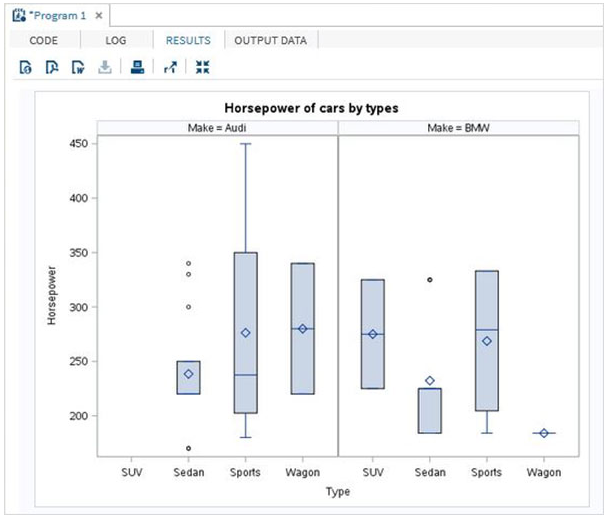 *Program 1 ×
CODE LOG RESULTS OUTPUT DATA
Horsepower of cars by types
Make = Audi Make = BMW
450
400
350
300
250
200
Horsepower
SUV Sedan Sports Wagon SUV Sedan Sports Wagon
Type